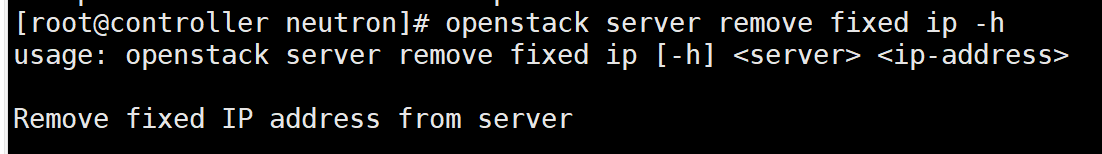 [root@controller neutron]# openstack server remove fixed ip -h
usage: openstack server remove fixed ip [-h] <server> <ip-address>
Remove fixed IP address from server